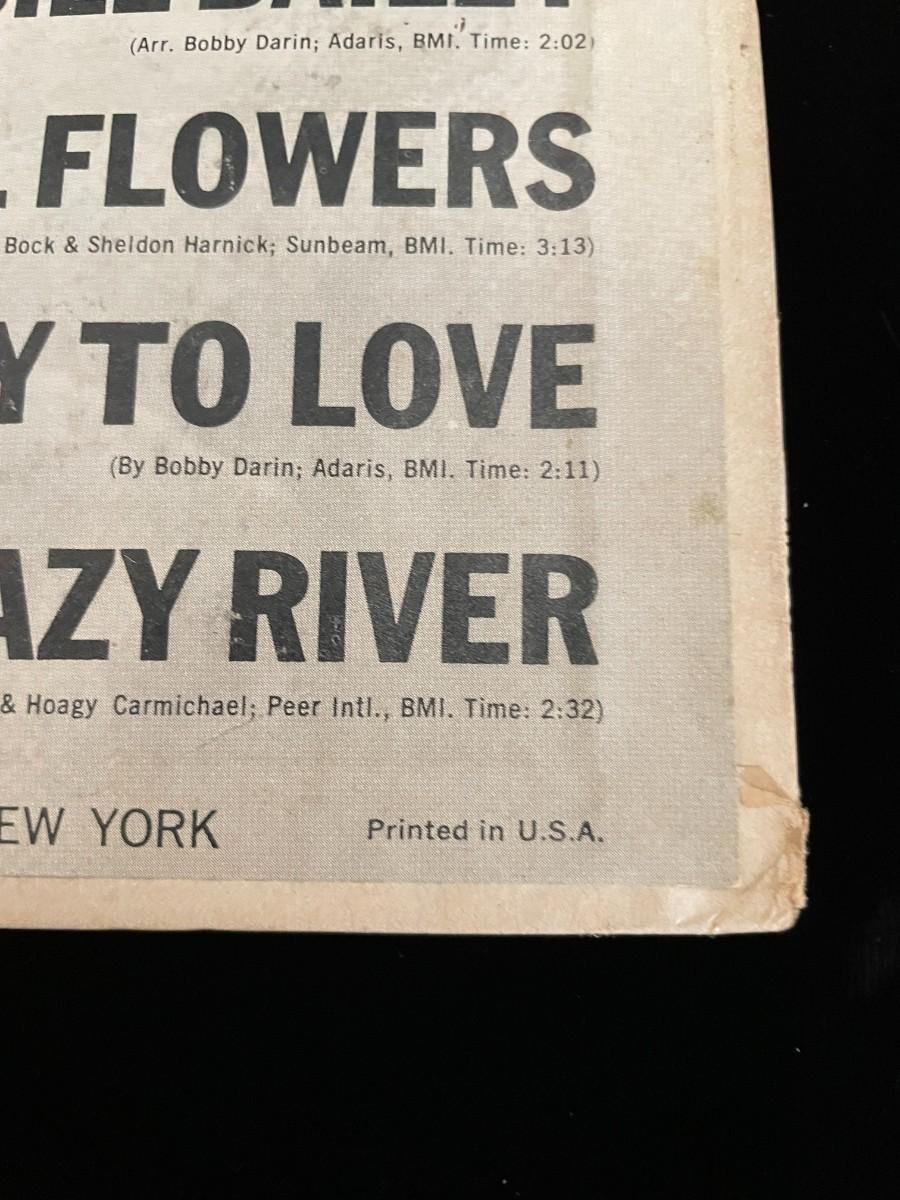 BILL BAILEY
(Arr. Bobby Darin; Adaris, BMI. Time: 2:02)
FLOWERS
Bock & Sheldon Harnick; Sunbeam, BMI. Time: 3:13)
Y TO LOVE
(By Bobby Darin; Adaris, BMI. Time: 2:11)
AZY RIVER
& Hoagy Carmichael; Peer Intl., BMI. Time: 2:32)
EW YORK
Printed in U.S.A.